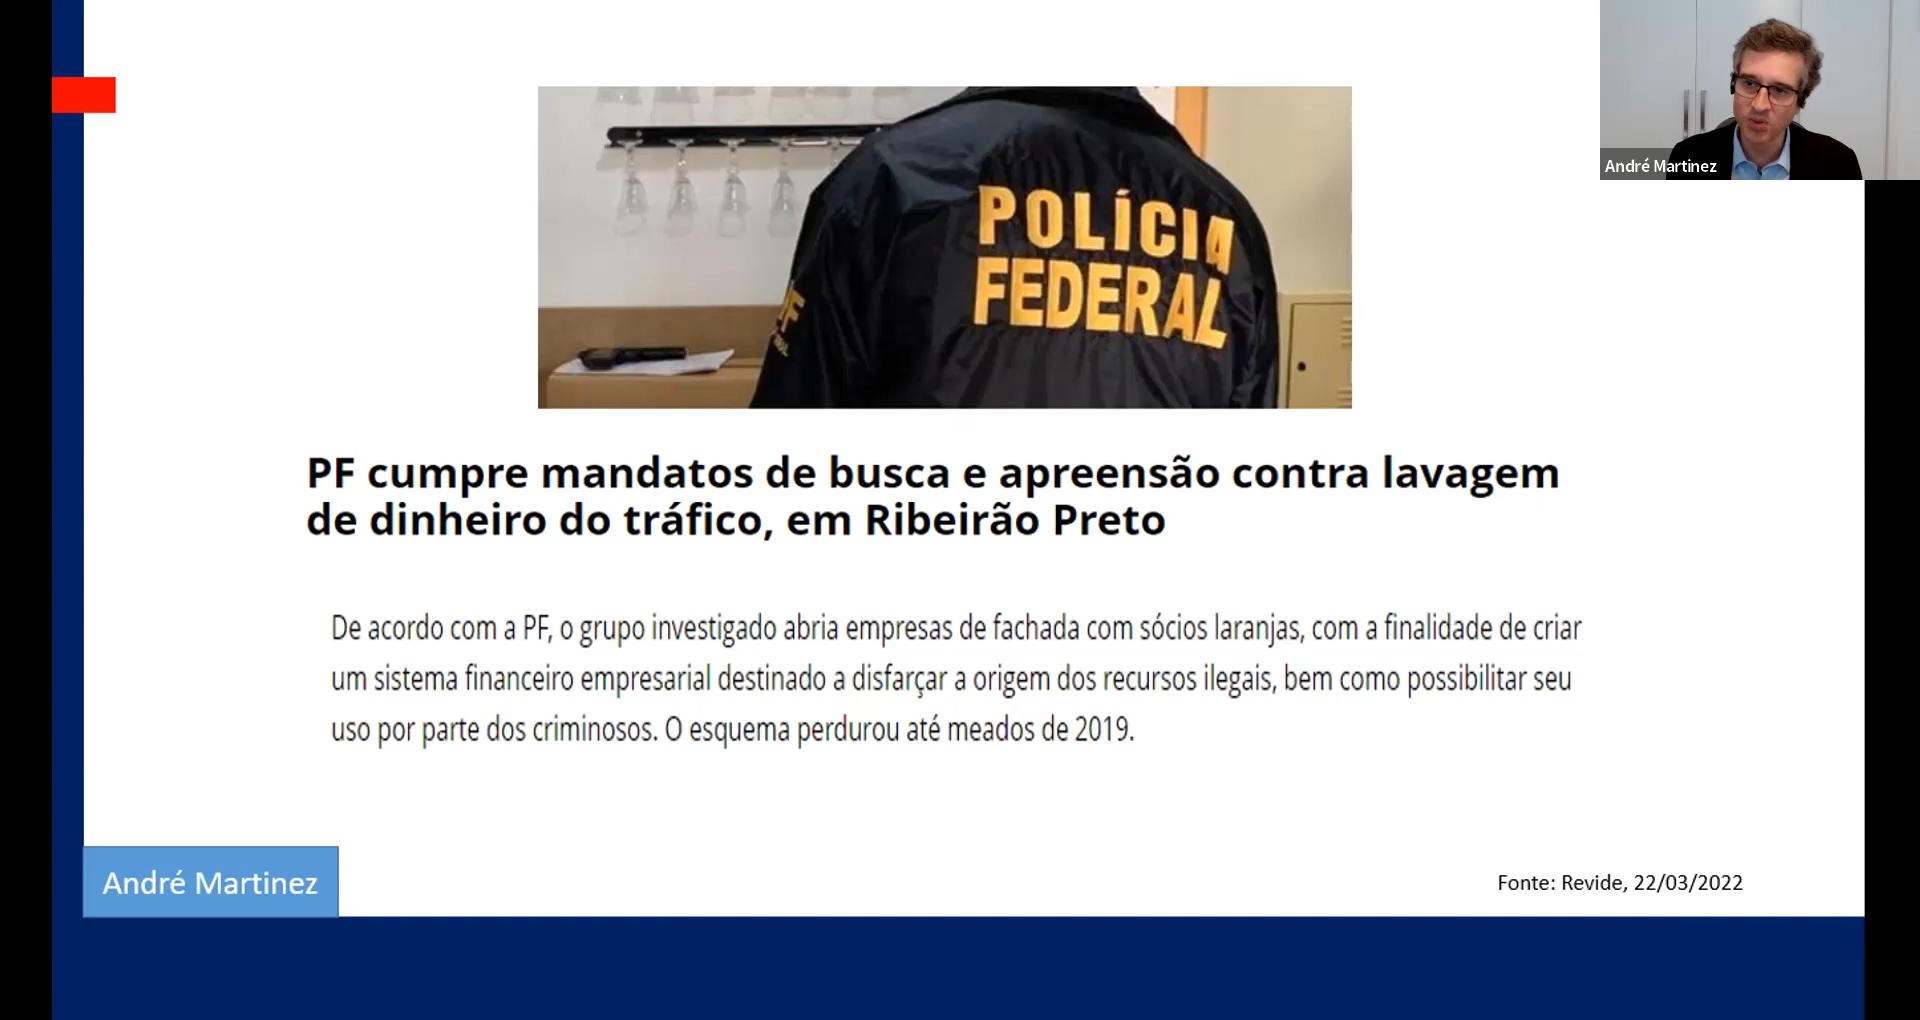 André Martinez
POLÍCIA
FEDERAL
PF cumpre mandatos de busca e apreensão contra lavagem
de dinheiro do tráfico, em Ribeirão Preto
De acordo com a PF, o grupo investigado abria empresas de fachada com sócios laranjas, com a finalidade de criar
um sistema financeiro empresarial destinado a disfarçar a origem dos recursos ilegais, bem como possibilitar seu
uso por parte dos criminosos. O esquema perdurou até meados de 2019.
André Martinez
Fonte: Revide, 22/03/2022